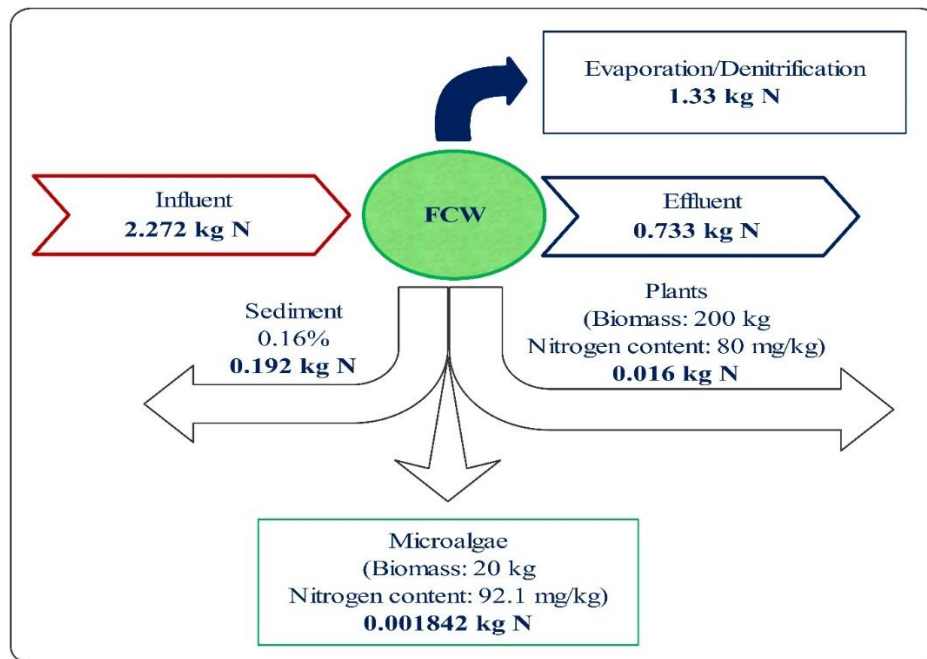 Evaporation/Denitrification
1.33 kg N
Influent
2.272 kg N
FCW
Effluent
0.733 kg N
Sediment
0.16%
0.192 kg N
Plants
(Biomass: 200 kg
Nitrogen content: 80 mg/kg)
0.016 kg N
Microalgae
(Biomass: 20 kg
Nitrogen content: 92.1 mg/kg)
0.001842 kg N